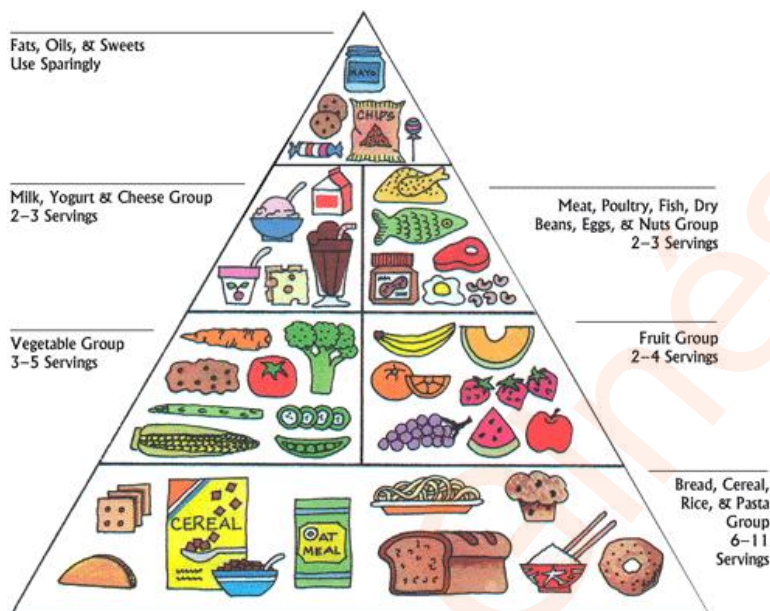 Fats, Oils, & Sweets
Use Sparingly
MAYO
CHIPS
Milk, Yogurt & Cheese Group
2–3 Servings
Meat, Poultry, Fish, Dry
Beans, Eggs, & Nuts Group
2–3 Servings
Vegetable Group
3–5 Servings
Fruit Group
2–4 Servings
CEREAL
OAT
MEAL
Bread, Cereal,
Rice, & Pasta
Group
6–11
Servings